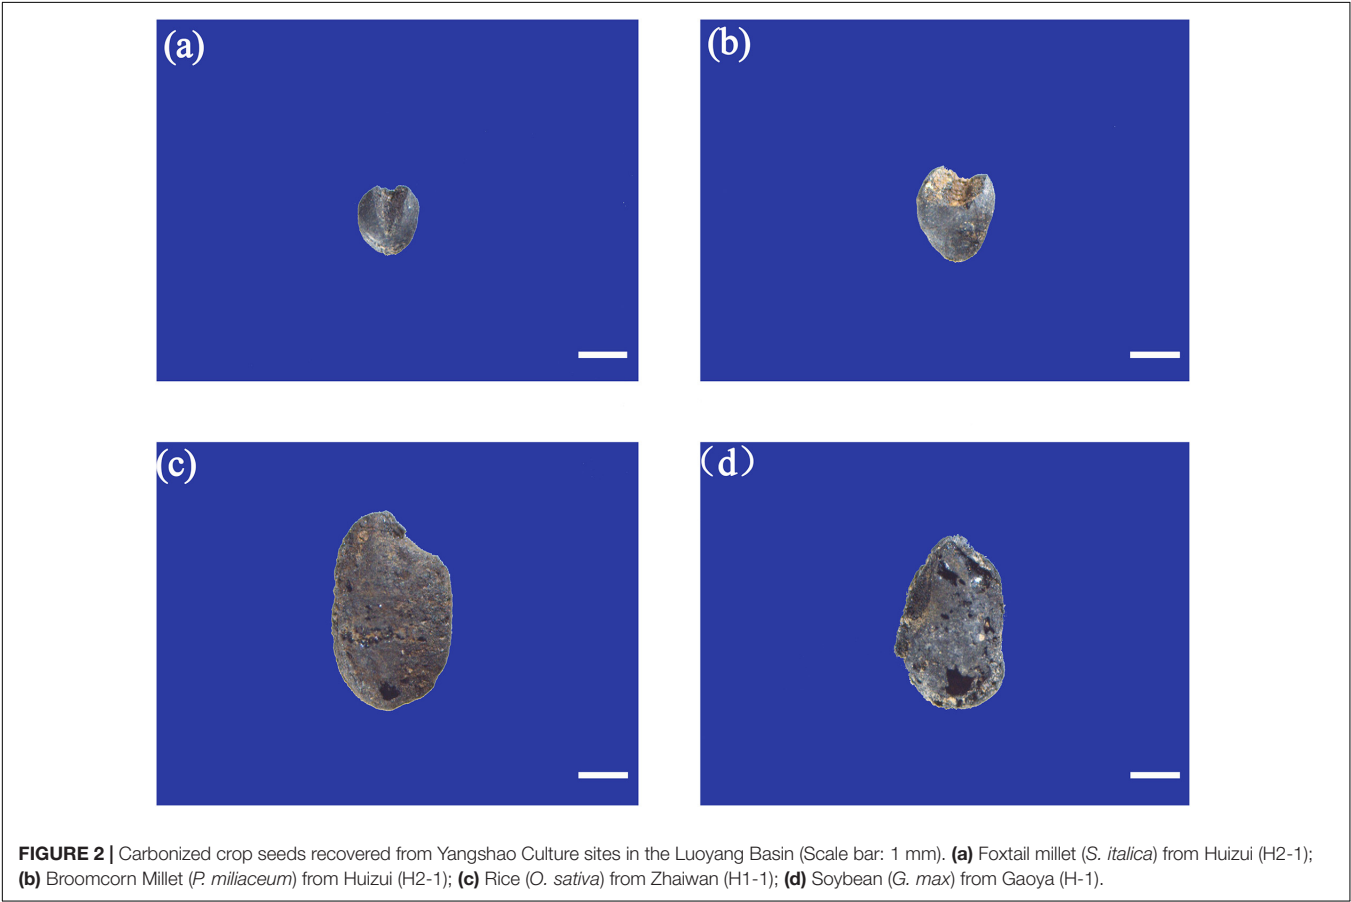 (a)
(b)
(c)
(d)
FIGURE 2 | Carbonized crop seeds recovered from Yangshao Culture sites in the Luoyang Basin (Scale bar: 1 mm). (a) Foxtail millet (S. italica) from Huizui (H2-1);
(b) Broomcorn Millet (P. miliaceum) from Huizui (H2-1); (c) Rice (O. sativa) from Zhaiwan (H1-1); (d) Soybean (G. max) from Gaoya (H-1).